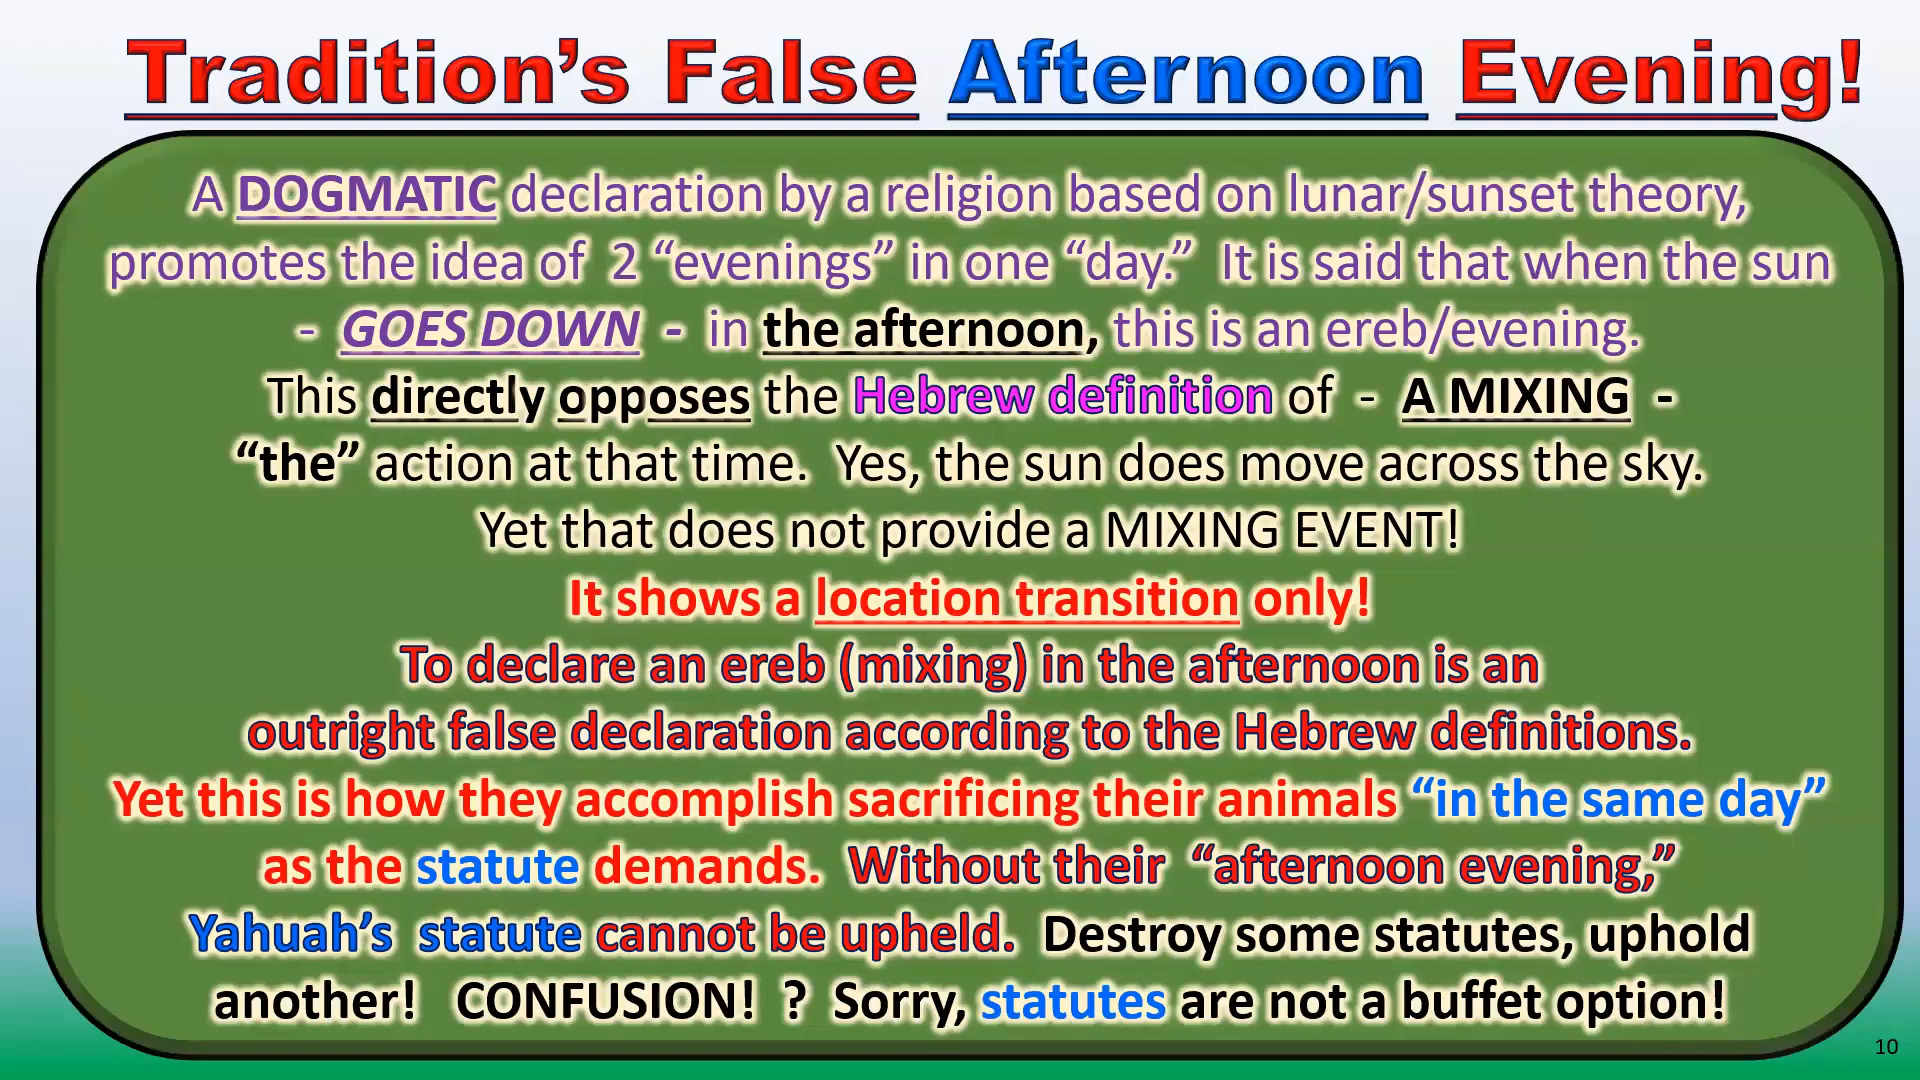 Tradition’s False Afternoon Evening!
A DOGMATIC declaration by a religion based on lunar/sunset theory,
promotes the idea of 2 “evenings” in one “day.” It is said that when the sun
- GOES DOWN - in the afternoon, this is an ereb/evening.
This directly opposes the Hebrew definition of - A MIXING -
“the” action at that time. Yes, the sun does move across the sky.
Yet that does not provide a MIXING EVENT!
It shows a location transition only!
To declare an ereb (mixing) in the afternoon is an
outright false declaration according to the Hebrew definitions.
Yet this is how they accomplish sacrificing their animals “in the same day”
as the statute demands. Without their “afternoon evening,”
Yahuah’s statute cannot be upheld. Destroy some statutes, uphold
another! CONFUSION! ? Sorry, statutes are not a buffet option!
10